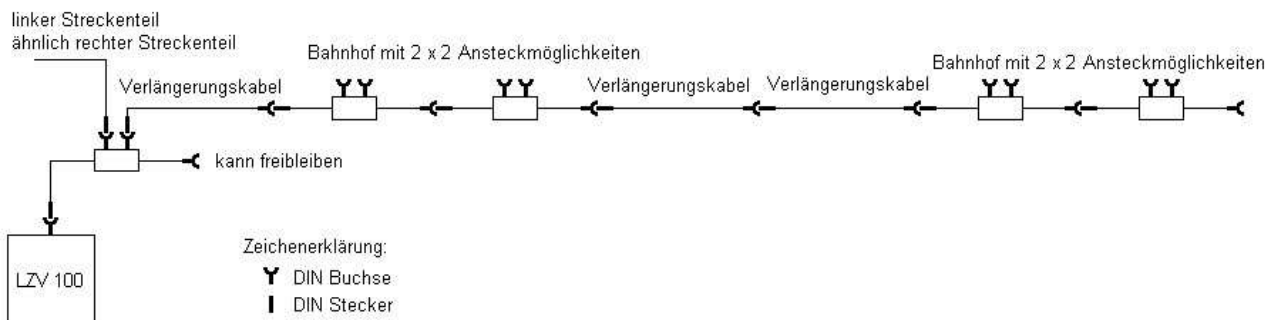 linker Streckenteil
ähnlich rechter Streckenteil
Bahnhof mit 2 x 2 Ansteckmöglichkeiten
Bahnhof mit 2 x 2 Ansteckmöglichkeiten
Verlängerungskabel
Verlängerungskabel
Verlängerungskabel
kann freibleiben
LZV 100
Zeichenerklärung:
DIN Buchse
DIN Stecker